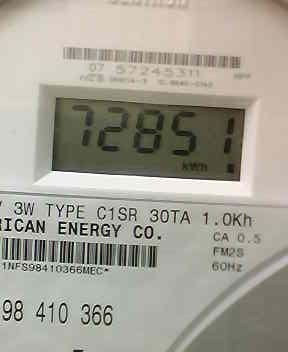 07 57245311
72851
kWh
V 3W TYPE C1SR 30TA 1.0Kh
RICAN ENERGY CO.
CA 0.5
FM2S
60Hz
1NFS98410366MEC*
98 410 366